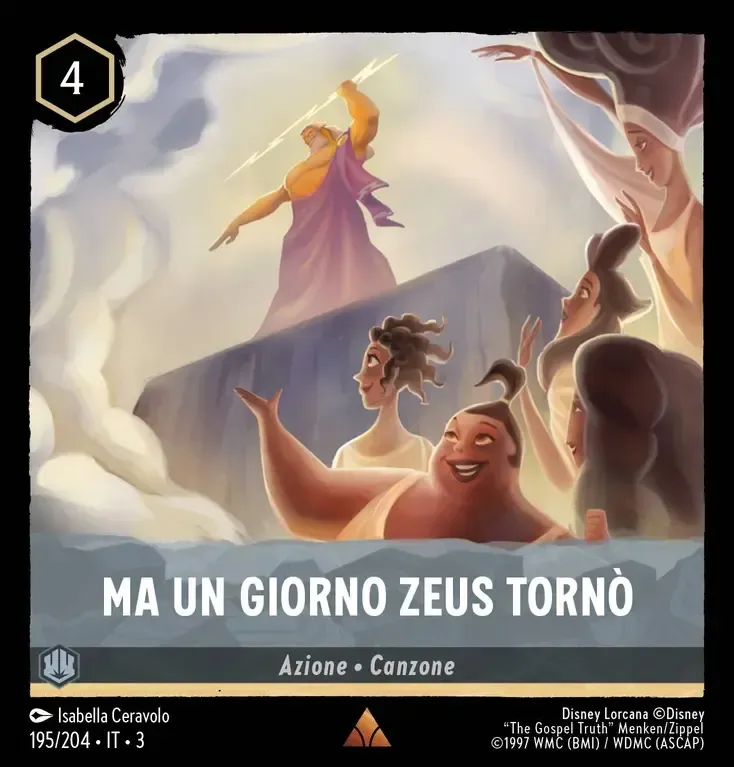 4
MA UN GIORNO ZEUS TORNÒ
Azione • Canzone
Isabella Ceravolo
195/204 • IT • 3
Disney Lorcana ©Disney
“The Gospel Truth” Menken/Zippel
©1997 WMC (BMI) / WDMC (ASCAP)